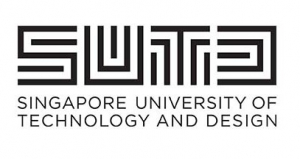 SUTD
SINGAPORE UNIVERSITY OF
TECHNOLOGY AND DESIGN